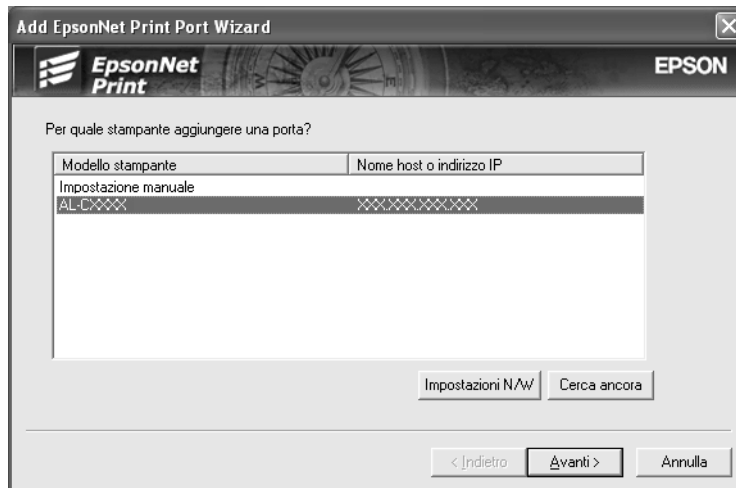 Add EpsonNet Print Port Wizard
EpsonNet
Print
EPSON
Per quale stampante aggiungere una porta?
Modello stampante Nome host o indirizzo IP
Impostazione manuale
AL-CXXXX XXX.XXX.XXX.XXX
Impostazioni N/W Cerca ancora
< Indietro Avanti > Annulla